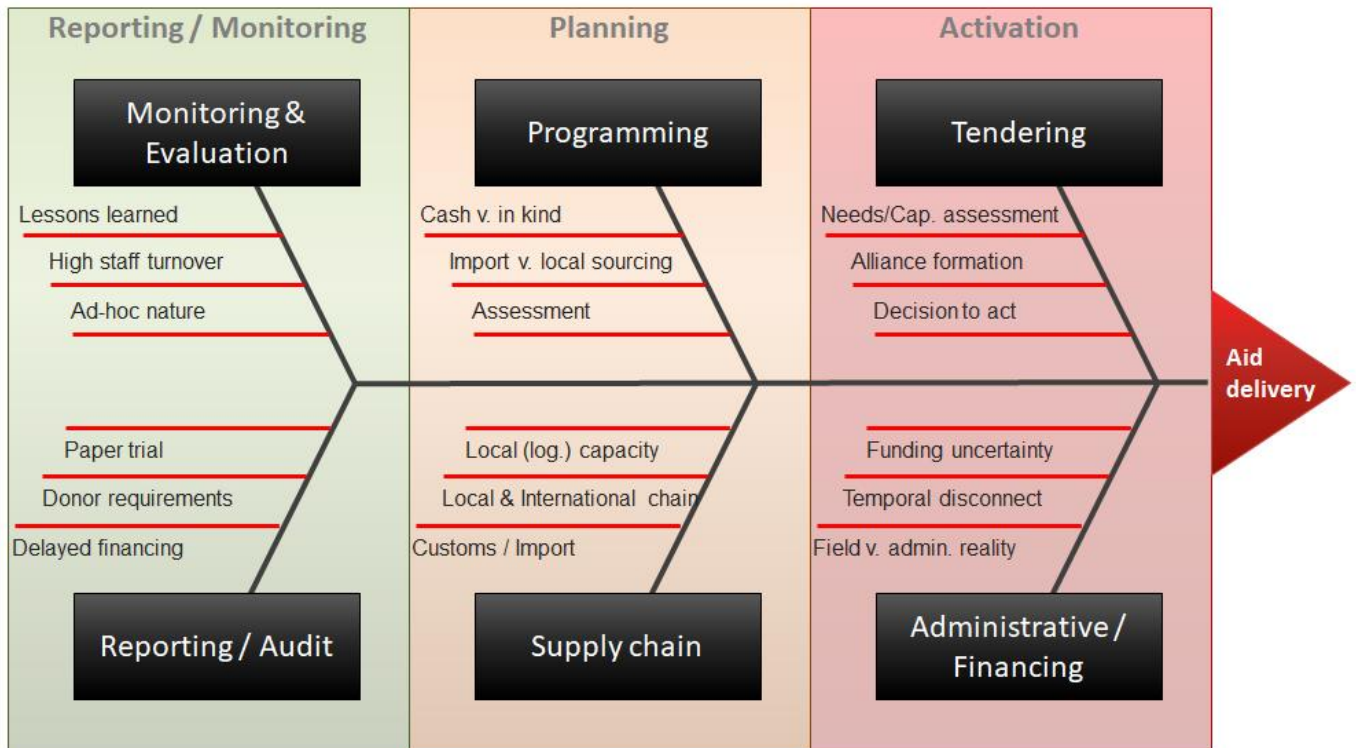 Reporting / Monitoring
Planning
Activation
Monitoring &
Evaluation
Programming
Tendering
Lessons learned
High staff turnover
Ad-hoc nature
Cash v. in kind
Import v. local sourcing
Assessment
Needs/Cap. assessment
Alliance formation
Decision to act
Aid
delivery
Paper trial
Donor requirements
Delayed financing
Local (log.) capacity
Local & International chain
Customs / Import
Funding uncertainty
Temporal disconnect
Field v. admin. reality
Reporting / Audit
Supply chain
Administrative /
Financing